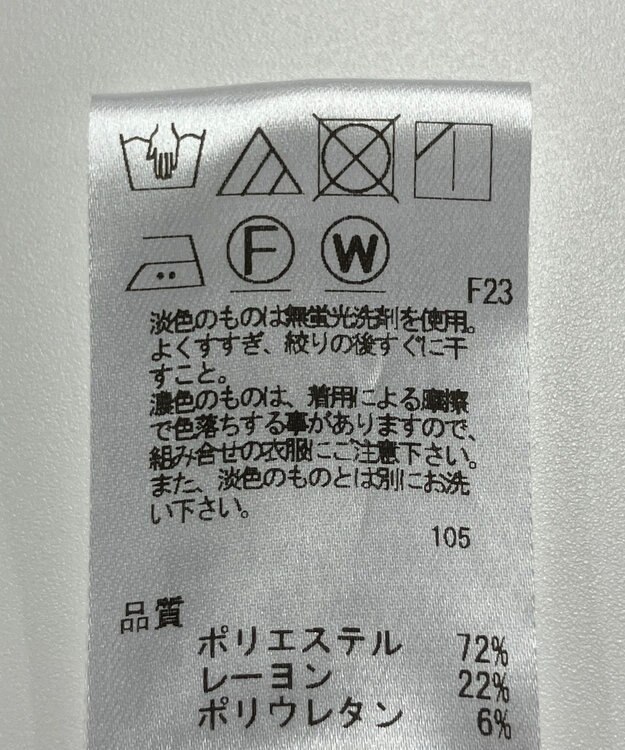 F W
F23
淡色のものは無蛍光洗剤を使用。
よくすすぎ、絞りの後すぐに干
すこと。
濃色のものは、着用による摩擦
で色落ちする事がありますので、
組み合せの衣服にご注意下さい。
また、淡色のものとは別にお洗
い下さい。
105
品質
ポリエステル 72%
レーヨン 22%
ポリウレタン 6%